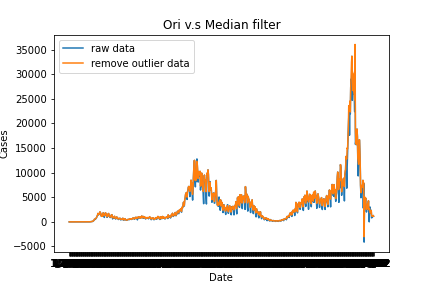 Ori v.s Median filter
raw data
remove outlier data
35000
30000
25000
20000
15000
10000
5000
0
−5000
Cases
Date